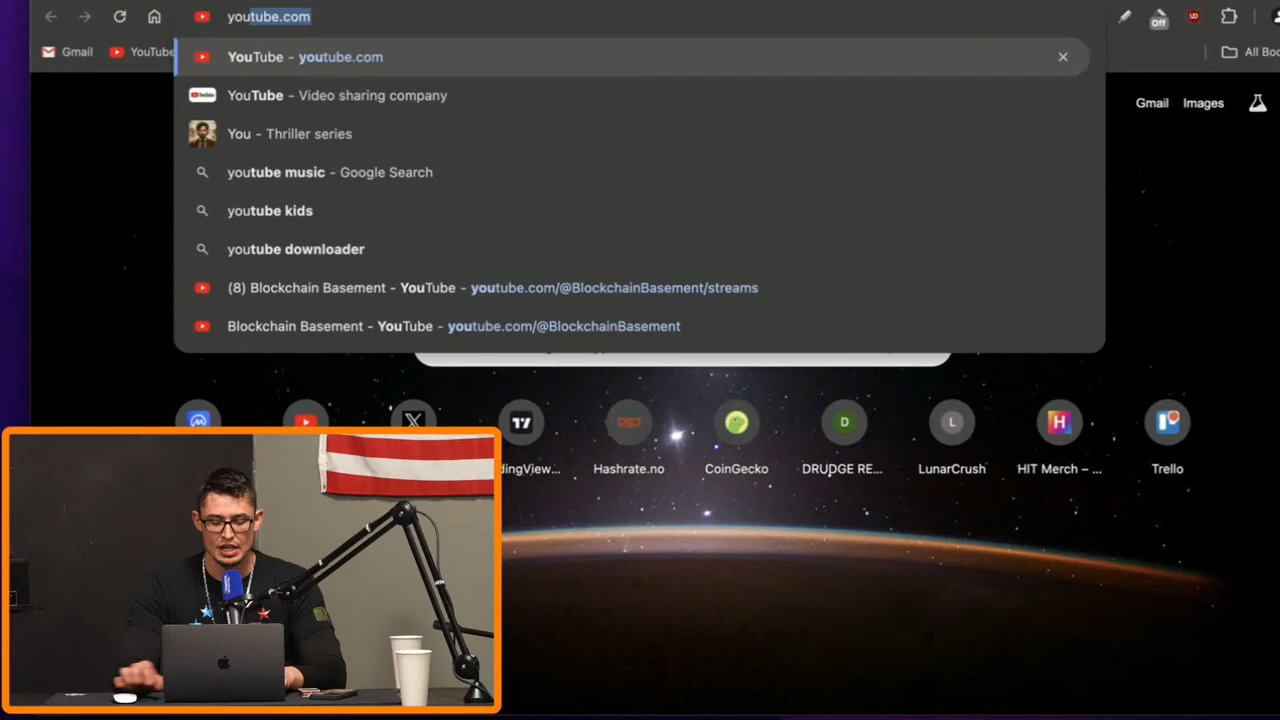 youtube.com
Off
Gmail
YouTube
All Boo
YouTube - youtube.com
YouTube - Video sharing company
You - Thriller series
youtube music - Google Search
youtube kids
youtube downloader
(8) Blockchain Basement - YouTube - youtube.com/@BlockchainBasement/streams
Blockchain Basement - YouTube - youtube.com/@BlockchainBasement
Gmail
Images
dingView...
Hashrate.no
CoinGecko
DRUDGE RE...
LunarCrush
HIT Merch – ...
Trello